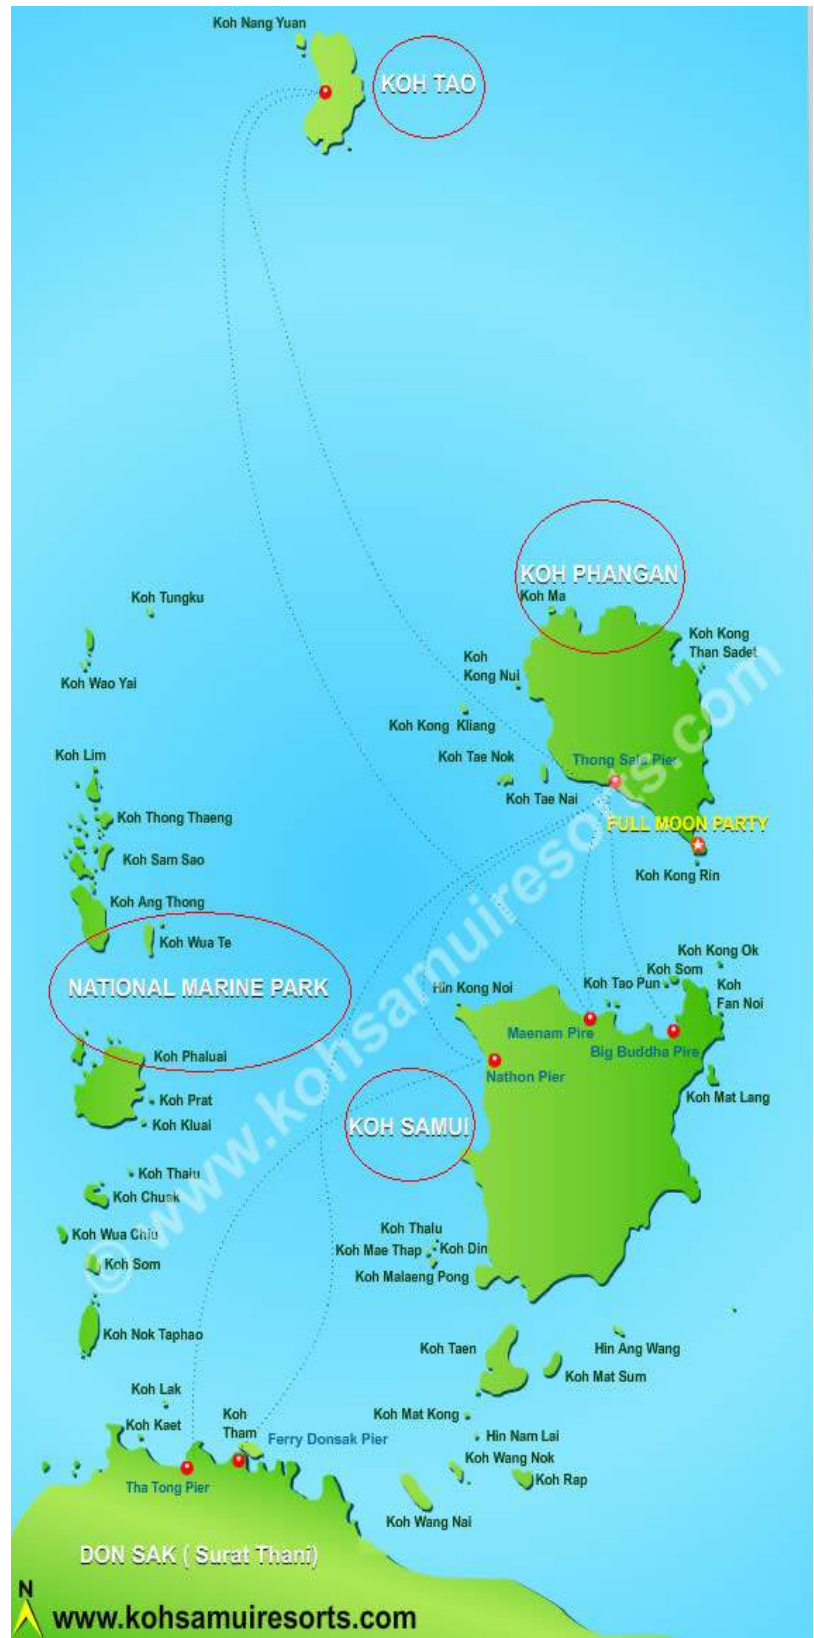 Koh Nang Yuan
KOH TAO
KOH PHANGAN
Koh Ma
Koh Tungku
Koh Kong
Than Sadet
Koh
Kong Nui
Koh Wao Yai
Koh Kong Kliang
Koh Lim
Koh Tae Nok
Thong Sala Pier
Koh Tae Nai
Koh Thong Thaeng
FULL MOON PARTY
Koh Sam Sao
Koh Kong Rin
Koh Ang Thong
Koh Wua Te
Koh Kong Ok
Koh Som
Koh Tao Pun
Koh
Fan Noi
NATIONAL MARINE PARK
Hin Kong Noi
Maenam Pire
Big Buddha Pire
Koh Phaluai
Nathon Pier
Koh Prat
Koh Mat Lang
Koh Kluai
KOH SAMUI
Koh Thalu
Koh Chuak
Koh Wua Chiu
Koh Thalu
Koh Mae Thap
Koh Din
Koh Som
Koh Malaeng Pong
Koh Nok Taphao
Koh Taen
Hin Ang Wang
Koh Mat Sum
Koh Lak
Koh Kaet
Koh
Tham
Koh Mat Kong
Ferry Donsak Pier
Hin Nam Lai
Koh Wang Nok
Tha Tong Pier
Koh Rap
Koh Wang Nai
DON SAK ( Surat Thani)
N
www.kohsamuiresorts.com
© www.kohsamuiresorts.com